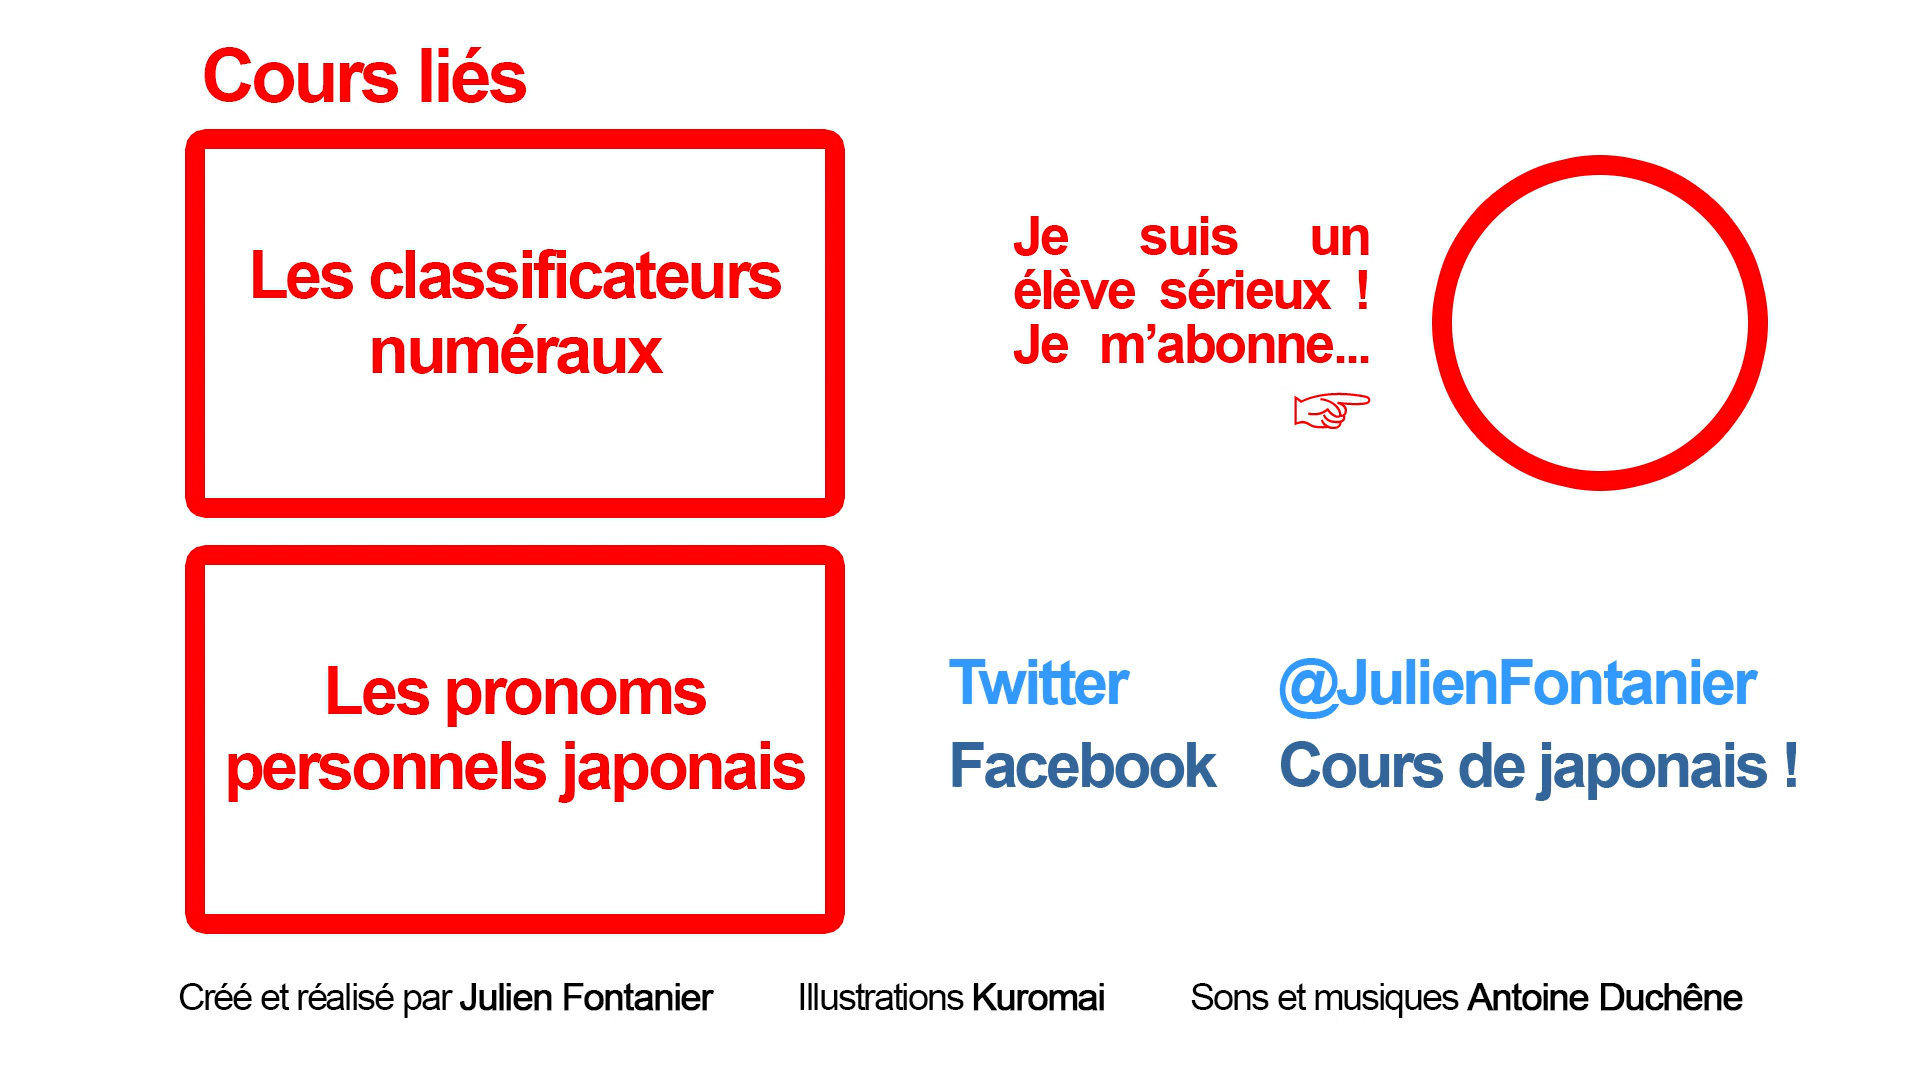 Cours liés
Les classificateurs
numéraux
Les pronoms
personnels japonais
Je suis un
élève sérieux !
Je m’abonne...
☞
Twitter @JulienFontanier
Facebook Cours de japonais !
Créé et réalisé par Julien Fontanier Illustrations Kuromai Sons et musiques Antoine Duchêne